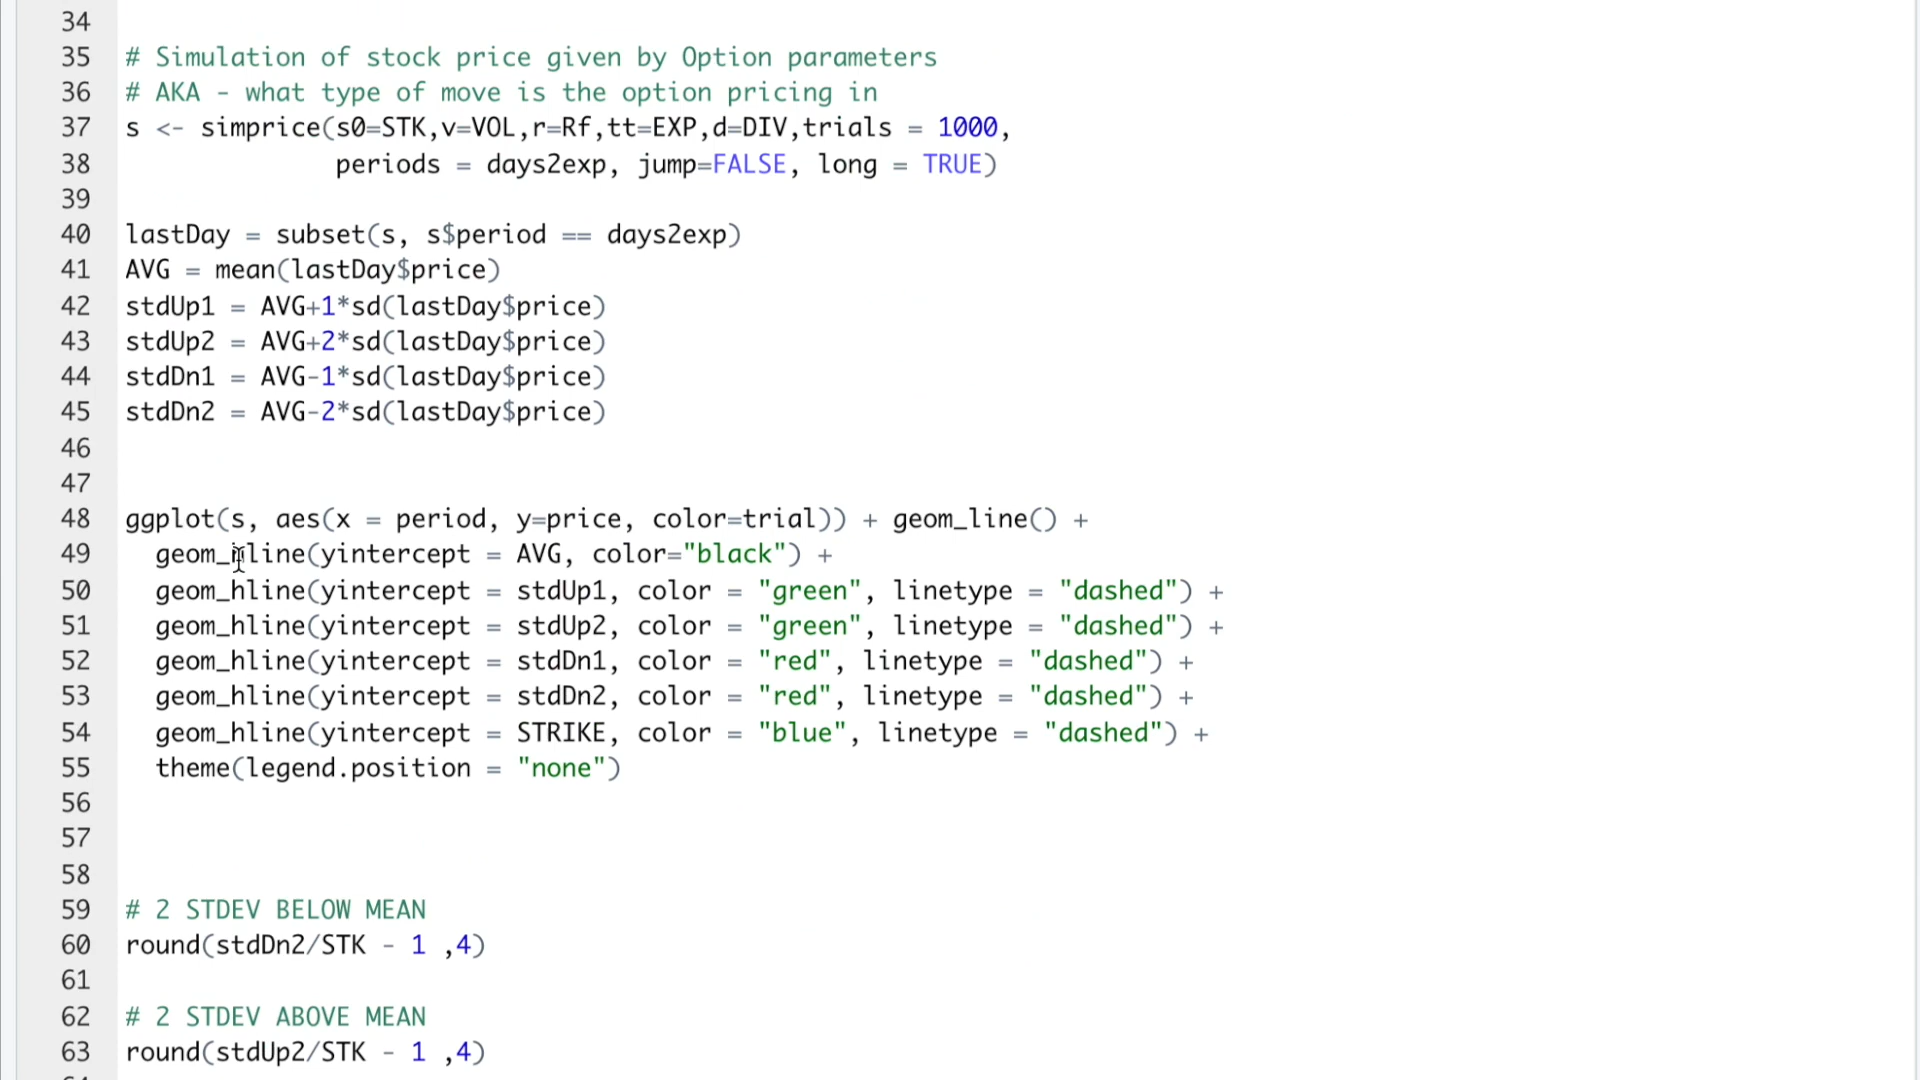 34
35 # Simulation of stock price given by Option parameters
36 # AKA - what type of move is the option pricing in
37 s <- simprice(s0=STK,v=VOL,r=Rf,tt=EXP,d=DIV,trials = 1000,
38 periods = days2exp, jump=FALSE, long = TRUE)
39
40 lastDay = subset(s, s$period == days2exp)
41 AVG = mean(lastDay$price)
42 stdUp1 = AVG+1*sd(lastDay$price)
43 stdUp2 = AVG+2*sd(lastDay$price)
44 stdDn1 = AVG-1*sd(lastDay$price)
45 stdDn2 = AVG-2*sd(lastDay$price)
46
47
48 ggplot(s, aes(x = period, y=price, color=trial)) + geom_line() +
49 geom_hline(yintercept = AVG, color="black") +
50 geom_hline(yintercept = stdUp1, color = "green", linetype = "dashed") +
51 geom_hline(yintercept = stdUp2, color = "green", linetype = "dashed") +
52 geom_hline(yintercept = stdDn1, color = "red", linetype = "dashed") +
53 geom_hline(yintercept = stdDn2, color = "red", linetype = "dashed") +
54 geom_hline(yintercept = STRIKE, color = "blue", linetype = "dashed") +
55 theme(legend.position = "none")
56
57
58
59 # 2 STDEV BELOW MEAN
60 round(stdDn2/STK - 1 ,4)
61
62 # 2 STDEV ABOVE MEAN
63 round(stdUp2/STK - 1 ,4)